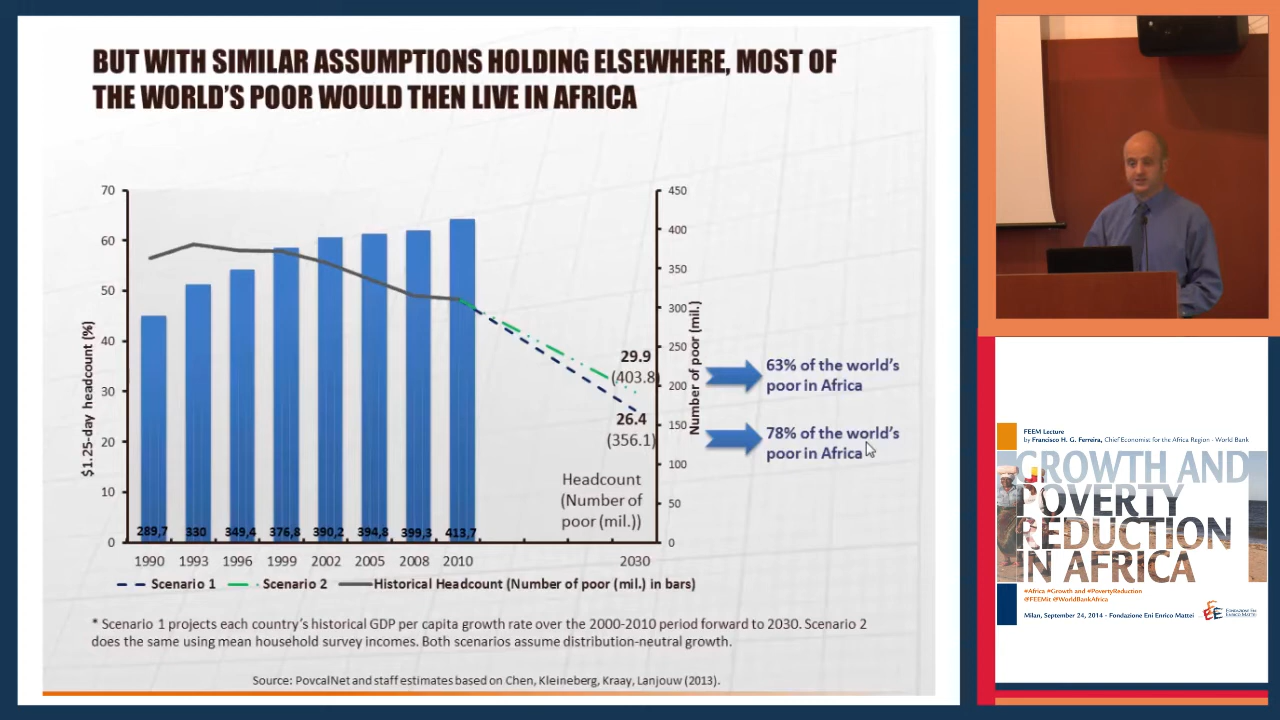 BUT WITH SIMILAR ASSUMPTIONS HOLDING ELSEWHERE, MOST OF
THE WORLD'S POOR WOULD THEN LIVE IN AFRICA
70
60
50
40
30
20
10
0
$1.25-day headcount (%)
450
400
350
300
250
200
150
100
50
0
Number of poor (mil.)
29.9
(403.8)
26.4
(356.1)
Headcount
(Number of
poor (mil.))
63% of the world's
poor in Africa
78% of the world's
poor in Africa
289,7 330 349,4 376,8 390,2 394,8 399,3 413,7
1990 1993 1996 1999 2002 2005 2008 2010 2030
Scenario 1 Scenario 2 Historical Headcount (Number of poor (mil.) in bars)
* Scenario 1 projects each country's historical GDP per capita growth rate over the 2000-2010 period forward to 2030. Scenario 2
does the same using mean household survey incomes. Both scenarios assume distribution-neutral growth.
Source: PovcalNet and staff estimates based on Chen, Kleineberg, Kraay, Lanjouw (2013).
FEEM Lecture
by Francisco H. G. Ferreira, Chief Economist for the Africa Region - World Bank
GROWTH AND
POVERTY
REDUCTION
IN AFRICA
#Africa #Growth and #PovertyReduction
@FEEMit @WorldBankAfrica
Milan, September 24, 2014 - Fondazione Eni Enrico Mattei
FEEE
FONDAZIONE ENI
ENRICO MATTEI